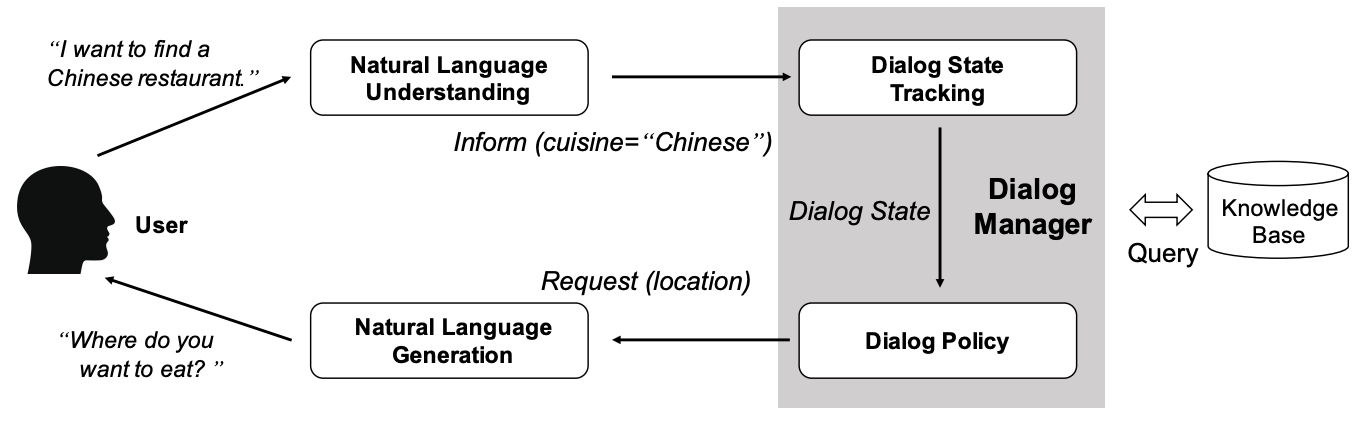 “I want to find a
Chinese restaurant.”
Natural Language
Understanding
Dialog State
Tracking
Inform (cuisine=“Chinese”)
User
Dialog State
Dialog
Manager
Knowledge
Base
Query
Request (location)
“Where do you
want to eat? ”
Natural Language
Generation
Dialog Policy